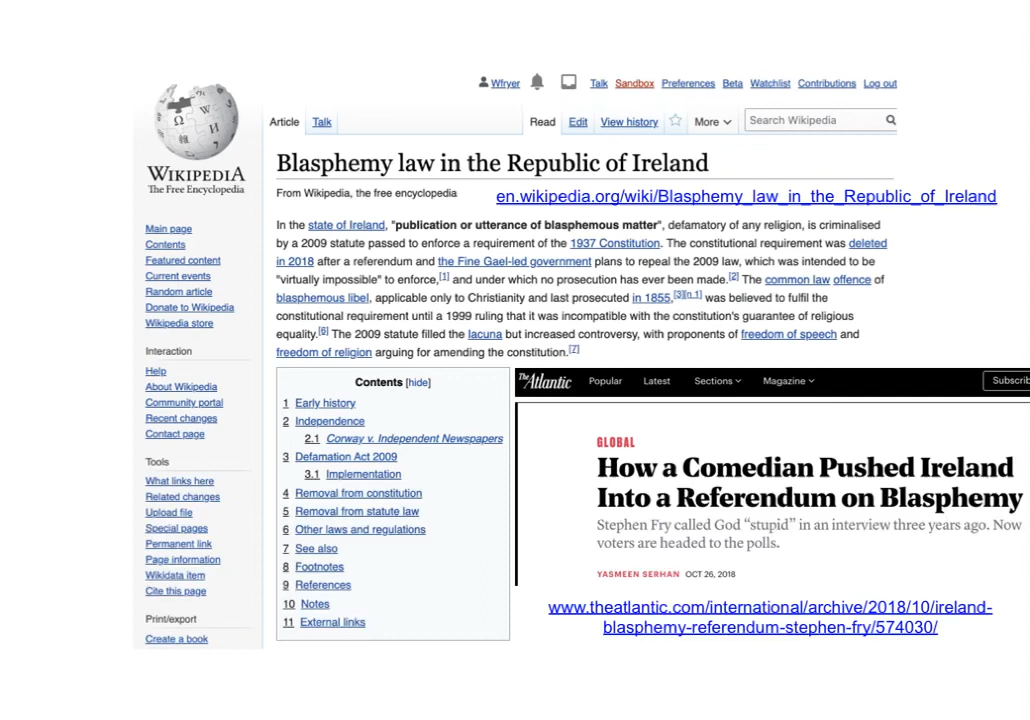 Wfryer Talk Sandbox Preferences Beta Watchlist Contributions Log out
Article Talk Read Edit View history More Search Wikipedia
WIKIPEDIA
The Free Encyclopedia
Main page
Contents
Featured content
Current events
Random article
Donate to Wikipedia
Wikipedia store
Interaction
Help
About Wikipedia
Community portal
Recent changes
Contact page
Tools
What links here
Related changes
Upload file
Special pages
Permanent link
Page information
Wikidata item
Cite this page
Print/export
Create a book
Blasphemy law in the Republic of Ireland
From Wikipedia, the free encyclopedia
en.wikipedia.org/wiki/Blasphemy_law_in_the_Republic_of_Ireland
In the state of Ireland, "publication or utterance of blasphemous matter", defamatory of any religion, is criminalised
by a 2009 statute passed to enforce a requirement of the 1937 Constitution. The constitutional requirement was deleted
in 2018 after a referendum and the Fine Gael-led government plans to repeal the 2009 law, which was intended to be
"virtually impossible" to enforce,[1] and under which no prosecution has ever been made.[2] The common law offence of
blasphemous libel, applicable only to Christianity and last prosecuted in 1855,[3][n 1] was believed to fulfil the
constitutional requirement until a 1999 ruling that it was incompatible with the constitution's guarantee of religious
equality.[6] The 2009 statute filled the lacuna but increased controversy, with proponents of freedom of speech and
freedom of religion arguing for amending the constitution.[7]
Contents [hide]
1 Early history
2 Independence
2.1 Corway v. Independent Newspapers
3 Defamation Act 2009
3.1 Implementation
4 Removal from constitution
5 Removal from statute law
6 Other laws and regulations
7 See also
8 Footnotes
9 References
10 Notes
11 External links
The Atlantic Popular Latest Sections Magazine Subscrib
GLOBAL
How a Comedian Pushed Ireland
Into a Referendum on Blasphemy
Stephen Fry called God “stupid” in an interview three years ago. Now
voters are headed to the polls.
YASMEEN SERHAN OCT 26, 2018
www.theatlantic.com/international/archive/2018/10/ireland-
blasphemy-referendum-stephen-fry/574030/